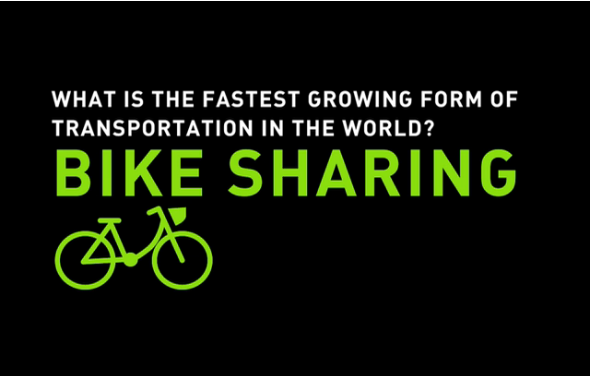 WHAT IS THE FASTEST GROWING FORM OF
TRANSPORTATION IN THE WORLD?
BIKE SHARING